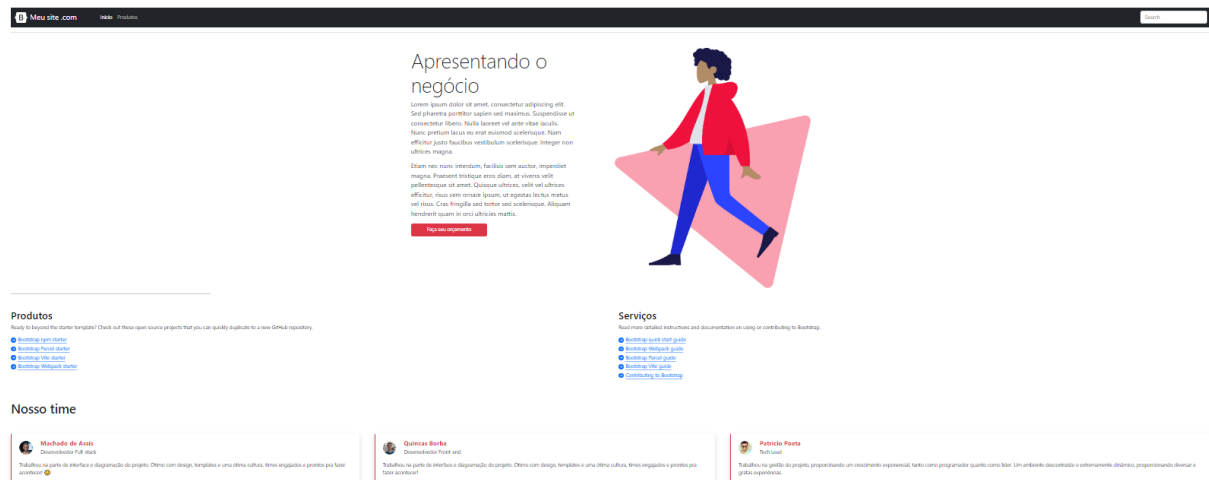 B Meu site .com
Início Produtos
Search
Apresentando o
negócio
Lorem ipsum dolor sit amet, consectetur adipiscing elit.
Sed pharetra porttitor sapien sed maximus. Suspendisse ut
consectetur libero. Nulla laoreet vel ante vitae iaculis.
Nunc pretium lacus eu erat euismod scelerisque. Nam
efficitur justo faucibus vestibulum scelerisque. Integer non
ultrices magna.
Etiam nec nunc interdum, facilisis sem auctor, imperdiet
magna. Praesent tristique eros diam, at viverra velit
pellentesque sit amet. Quisque ultrices, velit vel ultrices
efficitur, risus sem ornare ipsum, ut egestas lectus metus
vel risus. Cras fringilla sed tortor sed scelerisque. Aliquam
hendrerit quam in orci ultricies mattis.
Faça seu orçamento
Produtos
Ready to beyond the starter template? Check out these open source projects that you can quickly duplicate to a new GitHub repository.
Bootstrap npm starter
Bootstrap Parcel starter
Bootstrap Vite starter
Bootstrap Webpack starter
Serviços
Read more detailed instructions and documentation on using or contributing to Bootstrap.
Bootstrap quick start guide
Bootstrap Webpack guide
Bootstrap Parcel guide
Bootstrap Vite guide
Contributing to Bootstrap
Nosso time
Machado de Assis
Desenvolvedor Full-stack
Trabalhou na parte de interface e diagramação do projeto. Ótimo com design, templates e uma ótima cultura, times engajados e prontos pra fazer
acontecer!
Quincas Borba
Desenvolvedor Front-end
Trabalhou na parte de interface e diagramação do projeto. Ótimo com design, templates e uma ótima cultura, times engajados e prontos pra
fazer acontecer!
Patrício Poeta
Tech Lead
Trabalhou na gestão do projeto, proporcionando um crescimento exponencial, tanto como programador quanto como líder. Um ambiente descontraído e extremamente dinâmico, proporcionando diversas e
gratas experiências.